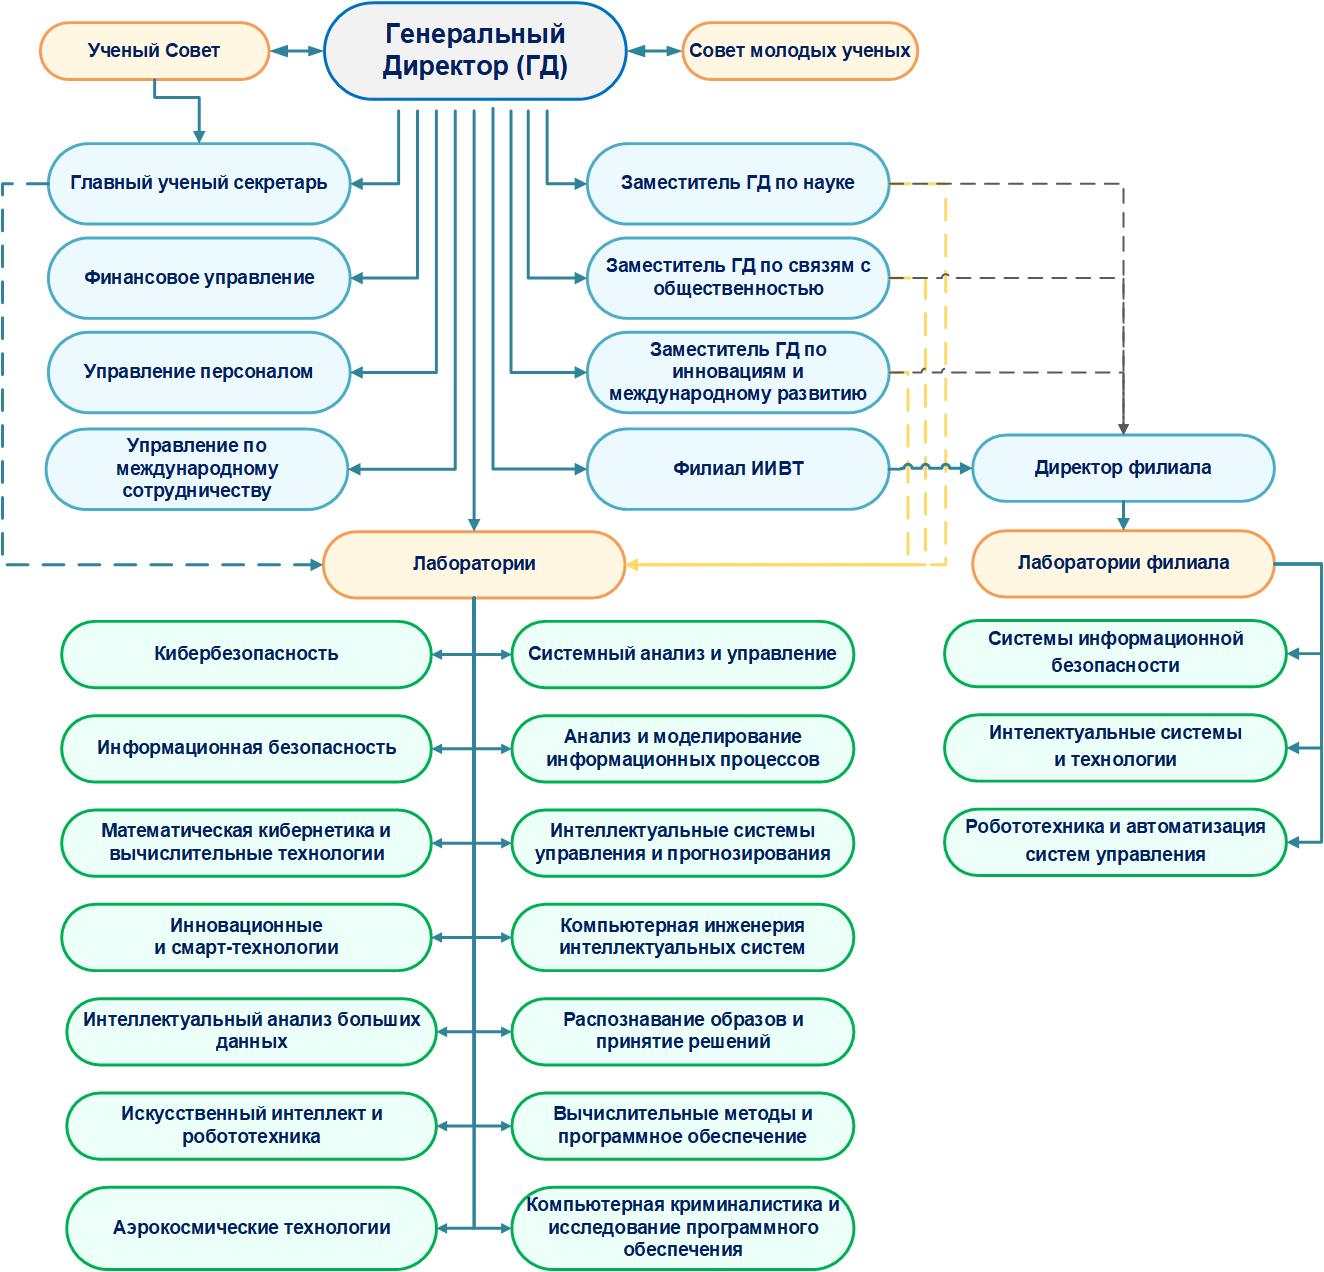 Ученый Совет
Генеральный
Директор (ГД)
Совет молодых ученых
Главный ученый секретарь
Заместитель ГД по науке
Финансовое управление
Заместитель ГД по связям с
общественностью
Управление персоналом
Заместитель ГД по
инновациям и
международному развитию
Управление по
международному
сотрудничеству
Филиал ИИВТ
Директор филиала
Лаборатории
Лаборатории филиала
Кибербезопасность
Системный анализ и управление
Системы информационной
безопасности
Информационная безопасность
Анализ и моделирование
информационных процессов
Интелектуальные системы
и технологии
Математическая кибернетика и
вычислительные технологии
Интеллектуальные системы
управления и прогнозирования
Робототехника и автоматизация
систем управления
Инновационные
и смарт-технологии
Компьютерная инженерия
интеллектуальных систем
Интеллектуальный анализ больших
данных
Распознавание образов и
принятие решений
Искусственный интеллект и
робототехника
Вычислительные методы и
программное обеспечение
Аэрокосмические технологии
Компьютерная криминалистика и
исследование программного
обеспечения